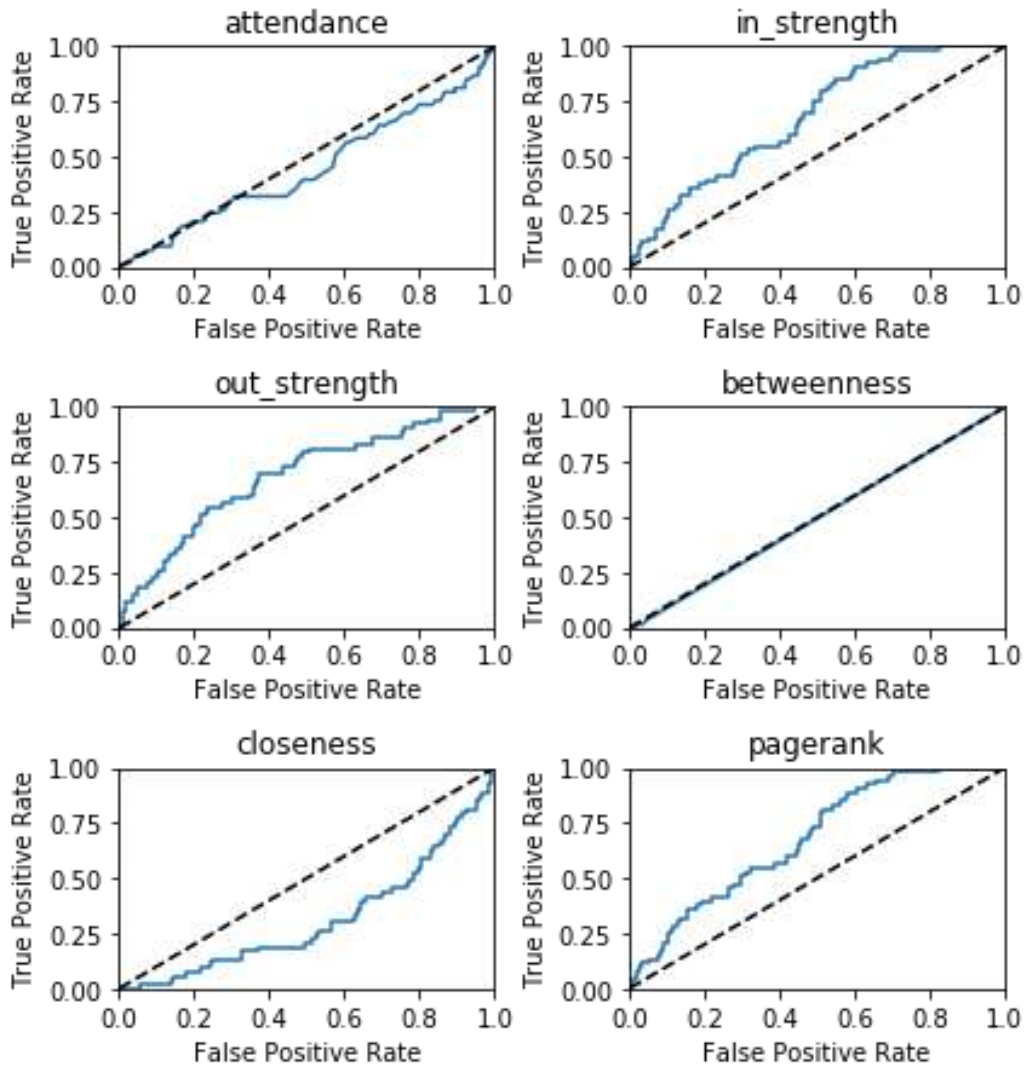 attendance
True Positive Rate
1.00
0.75
0.50
0.25
0.00
0.0 0.2 0.4 0.6 0.8 1.0
False Positive Rate
in_strength
True Positive Rate
1.00
0.75
0.50
0.25
0.00
0.0 0.2 0.4 0.6 0.8 1.0
False Positive Rate
out_strength
True Positive Rate
1.00
0.75
0.50
0.25
0.00
0.0 0.2 0.4 0.6 0.8 1.0
False Positive Rate
betweenness
True Positive Rate
1.00
0.75
0.50
0.25
0.00
0.0 0.2 0.4 0.6 0.8 1.0
False Positive Rate
closeness
True Positive Rate
1.00
0.75
0.50
0.25
0.00
0.0 0.2 0.4 0.6 0.8 1.0
False Positive Rate
pagerank
True Positive Rate
1.00
0.75
0.50
0.25
0.00
0.0 0.2 0.4 0.6 0.8 1.0
False Positive Rate